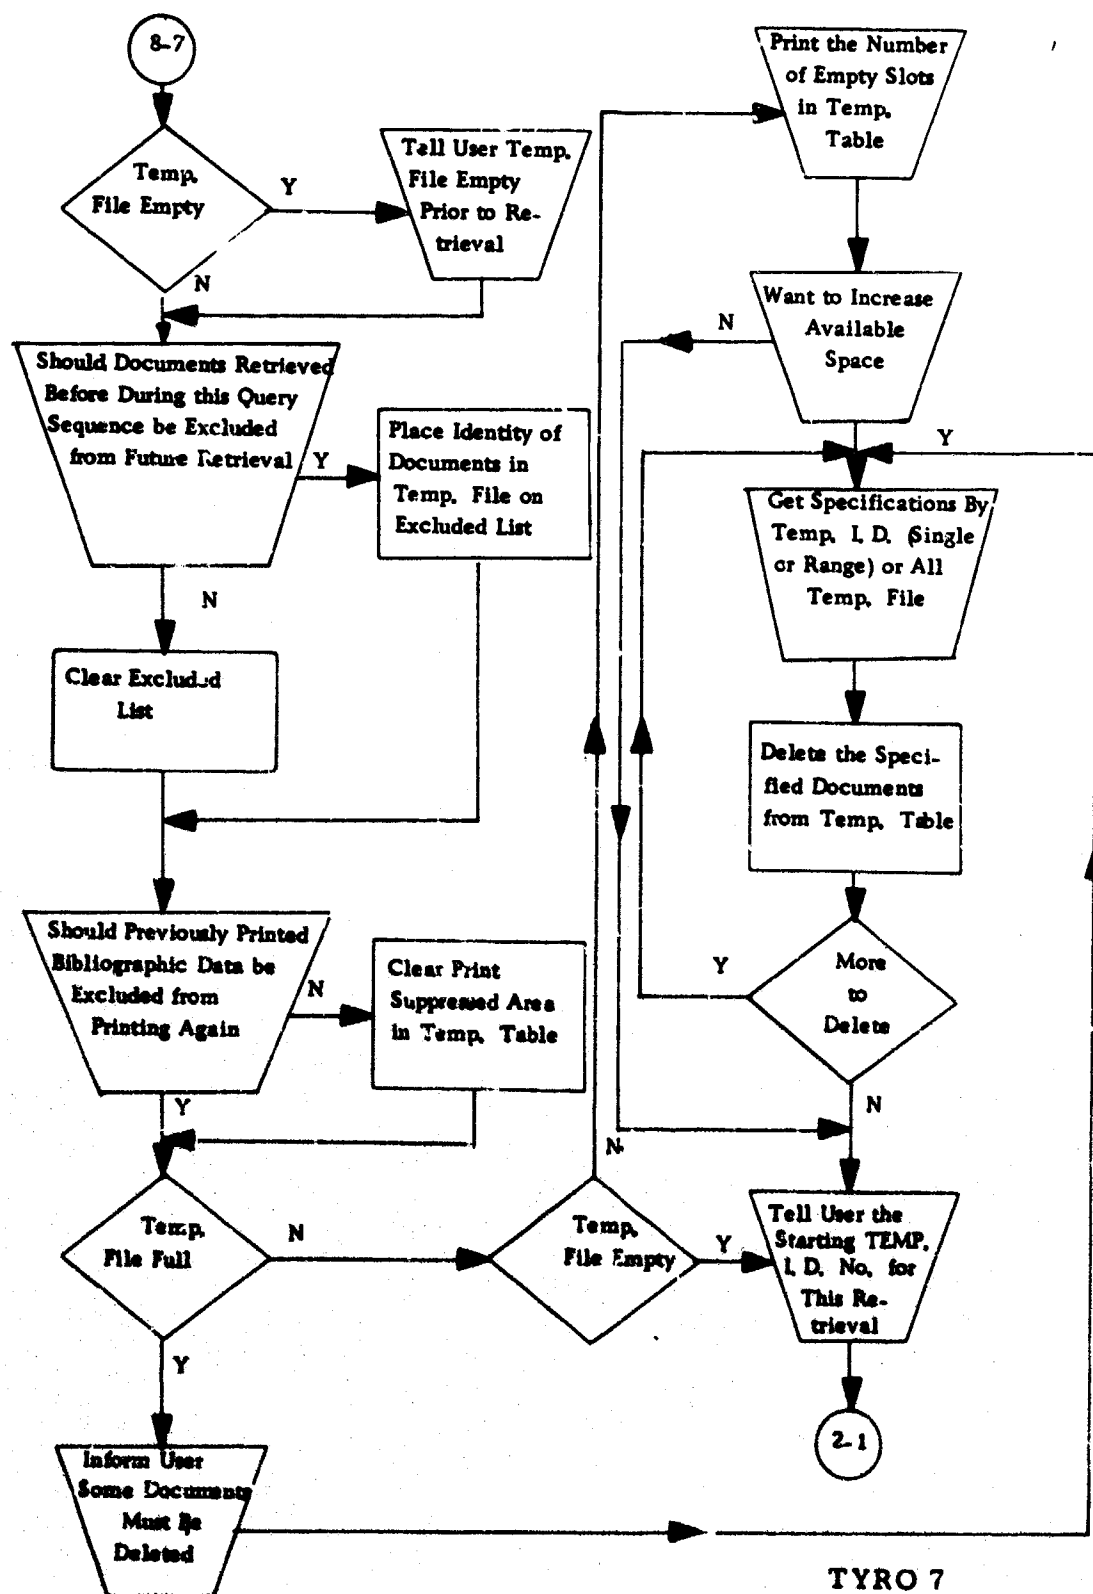 8-7
Temp.
File Empty
Y
N
Tell User Temp.
File Empty
Prior to Re-
trieval
Should Documents Retrieved
Before During this Query
Sequence be Excluded
from Future Retrieval
Y
N
Place Identity of
Documents in
Temp. File on
Excluded List
Clear Excluded
List
Should Previously Printed
Bibliographic Data be
Excluded from
Printing Again
N
Y
Clear Print
Suppressed Area
in Temp. Table
Temp.
File Full
N
Y
Inform User
Some Documents
Must Be
Deleted
Temp.
File Empty
N
Y
Print the Number
of Empty Slots
in Temp.
Table
Want to Increase
Available
Space
N
Y
Get Specifications By
Temp. I. D. (Single
or Range) or All
Temp. File
Delete the Speci-
fied Documents
from Temp. Table
More
to
Delete
Y
N
Tell User the
Starting TEMP.
I. D. No. for
This Re-
trieval
2-1
TYRO 7